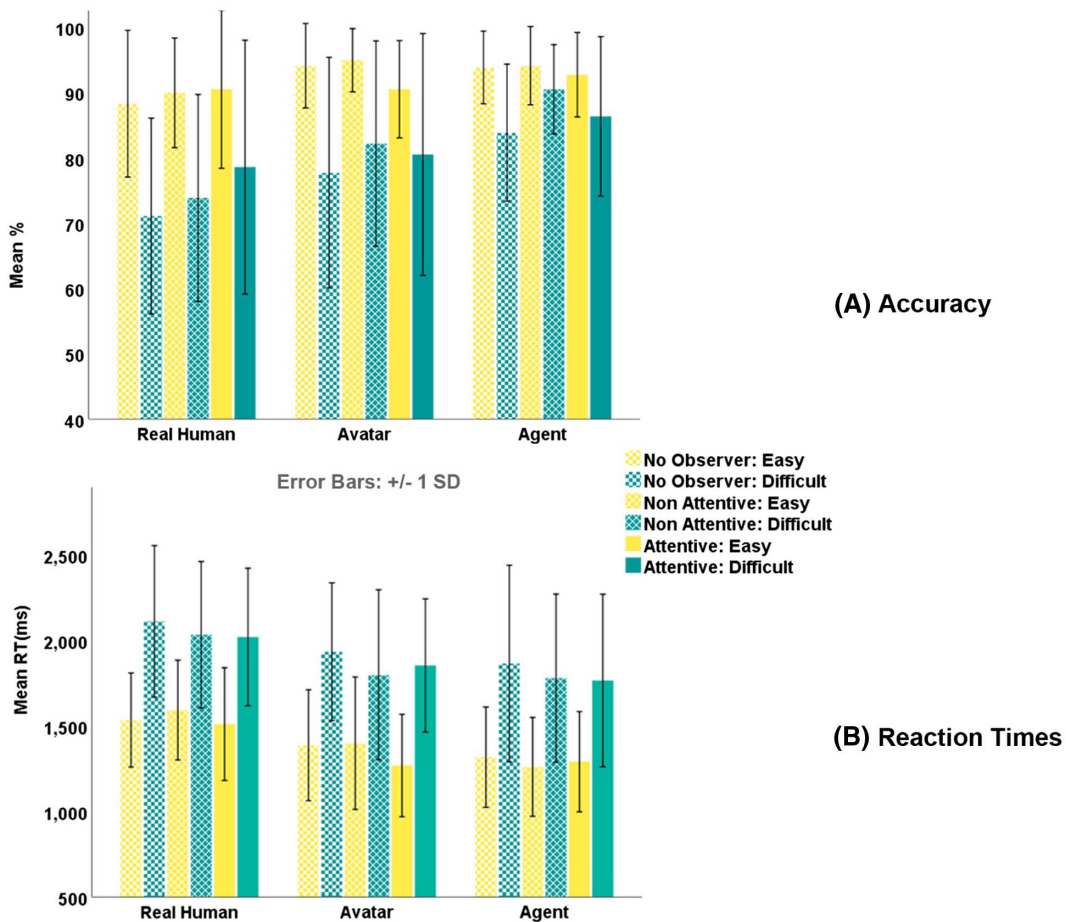 100
90
80
70
60
50
40
Mean %
Real Human Avatar Agent
(A) Accuracy
Error Bars: +/- 1 SD
No Observer: Easy
No Observer: Difficult
Non Attentive: Easy
Non Attentive: Difficult
Attentive: Easy
Attentive: Difficult
2,500
2,000
1,500
1,000
500
Mean RT(ms)
Real Human Avatar Agent
(B) Reaction Times